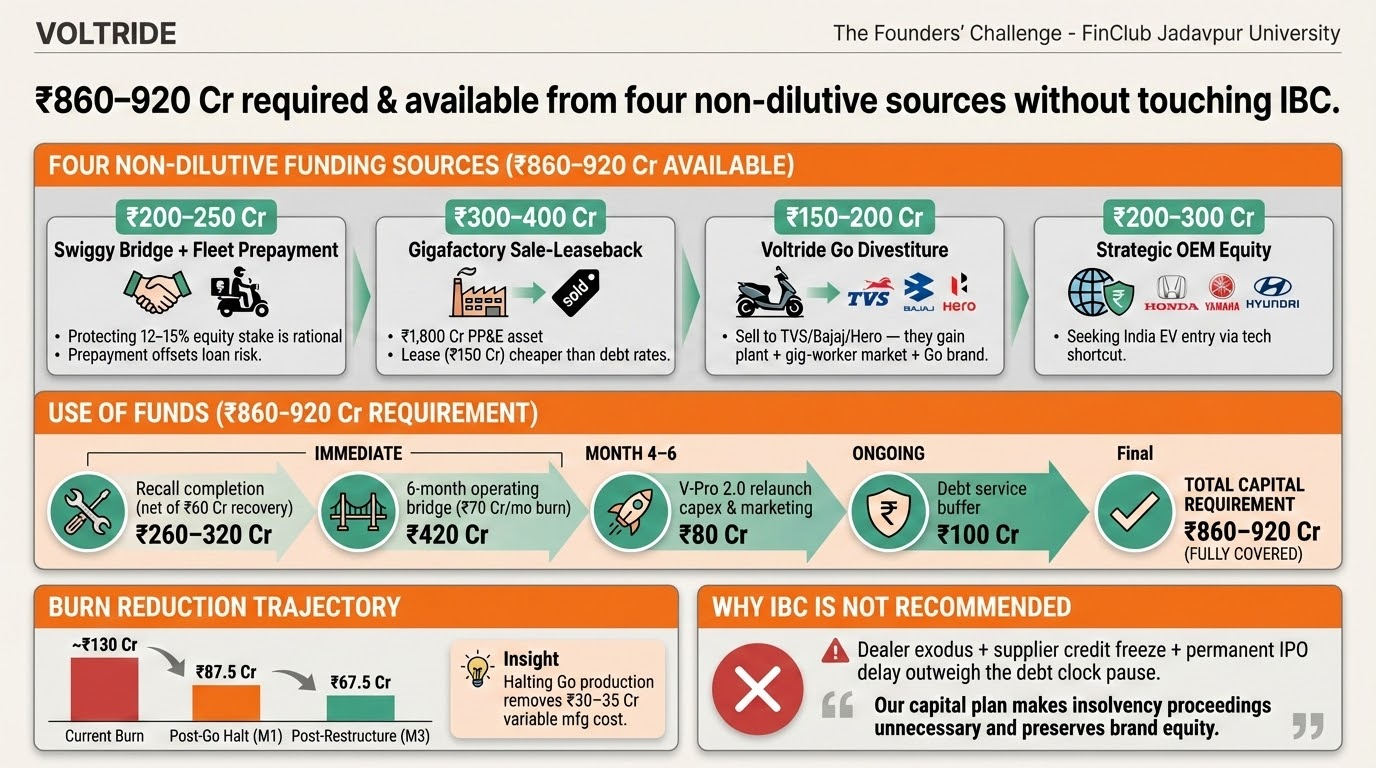 VOLTRIDE
The Founders' Challenge - FinClub Jadavpur University
₹860–920 Cr required & available from four non-dilutive sources without touching IBC.
FOUR NON-DILUTIVE FUNDING SOURCES (₹860–920 Cr AVAILABLE)
₹200–250 Cr
Swiggy Bridge + Fleet Prepayment
• Protecting 12–15% equity stake is rational
• Prepayment offsets loan risk.
₹300–400 Cr
Gigafactory Sale-Leaseback
sold
• ₹1,800 Cr PP&E asset
• Lease (₹150 Cr) cheaper than debt rates.
₹150–200 Cr
Voltride Go Divestiture
TVS
BAJAJ
Hero
• Sell to TVS/Bajaj/Hero — they gain
plant + gig-worker market + Go brand.
₹200–300 Cr
Strategic OEM Equity
₹
HONDA
YAMAHA
HYUNDRI
• Seeking India EV entry via tech
shortcut.
USE OF FUNDS (₹860–920 Cr REQUIREMENT)
IMMEDIATE
Recall completion
(net of ₹60 Cr recovery)
₹260–320 Cr
6-month operating
bridge (₹70 Cr/mo burn)
₹420 Cr
MONTH 4–6
V-Pro 2.0 relaunch
capex & marketing
₹80 Cr
ONGOING
₹
Debt service
buffer
₹100 Cr
Final
TOTAL CAPITAL
REQUIREMENT
₹860–920 Cr
(FULLY COVERED)
BURN REDUCTION TRAJECTORY
~₹130 Cr
₹87.5 Cr
₹67.5 Cr
Current Burn
Post-Go Halt (M1)
Post-Restructure (M3)
Insight
Halting Go production
removes ₹30–35 Cr
variable mfg cost.
WHY IBC IS NOT RECOMMENDED
Dealer exodus + supplier credit freeze + permanent IPO
delay outweigh the debt clock pause.
“ Our capital plan makes insolvency proceedings
unnecessary and preserves brand equity. ”